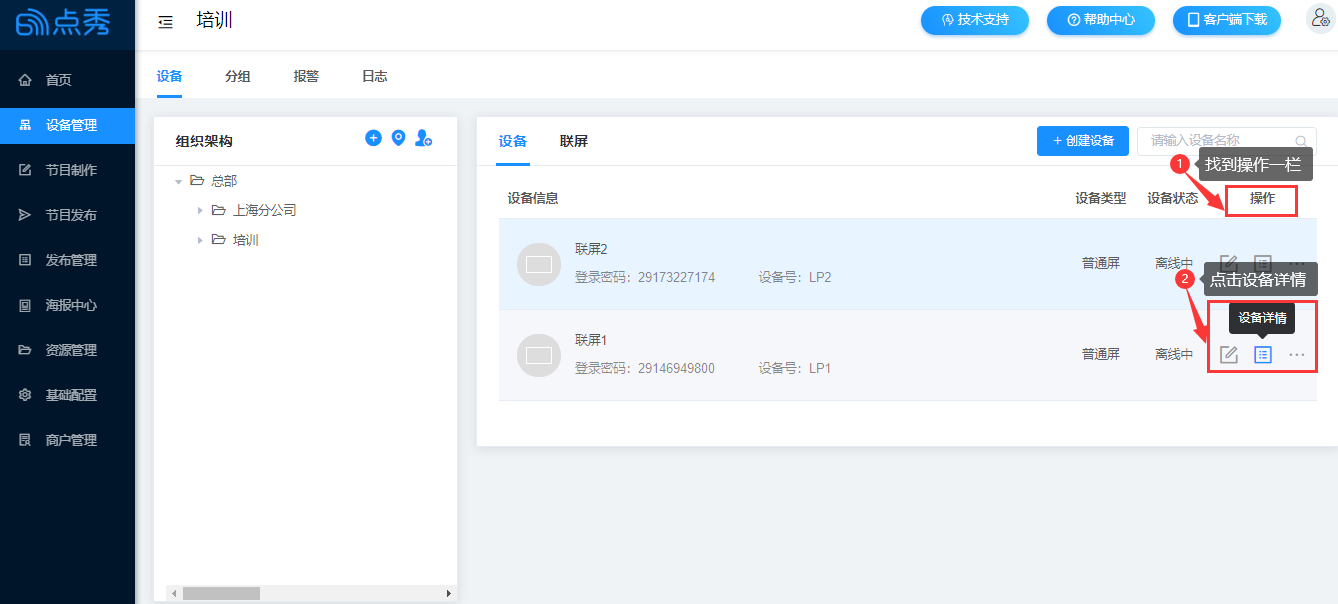 点秀
培训
技术支持
帮助中心
客户端下载
首页
设备管理
节目制作
节目发布
发布管理
海报中心
资源管理
基础配置
商户管理
设备 分组 报警 日志
组织架构
总部
上海分公司
培训
设备 联屏
+ 创建设备
请输入设备名称
1 找到操作一栏
设备信息 设备类型 设备状态 操作
联屏2
登录密码：29173227174 设备号：LP2 普通屏 离线中
2 点击设备详情
设备详情
联屏1
登录密码：29146949800 设备号：LP1 普通屏 离线中